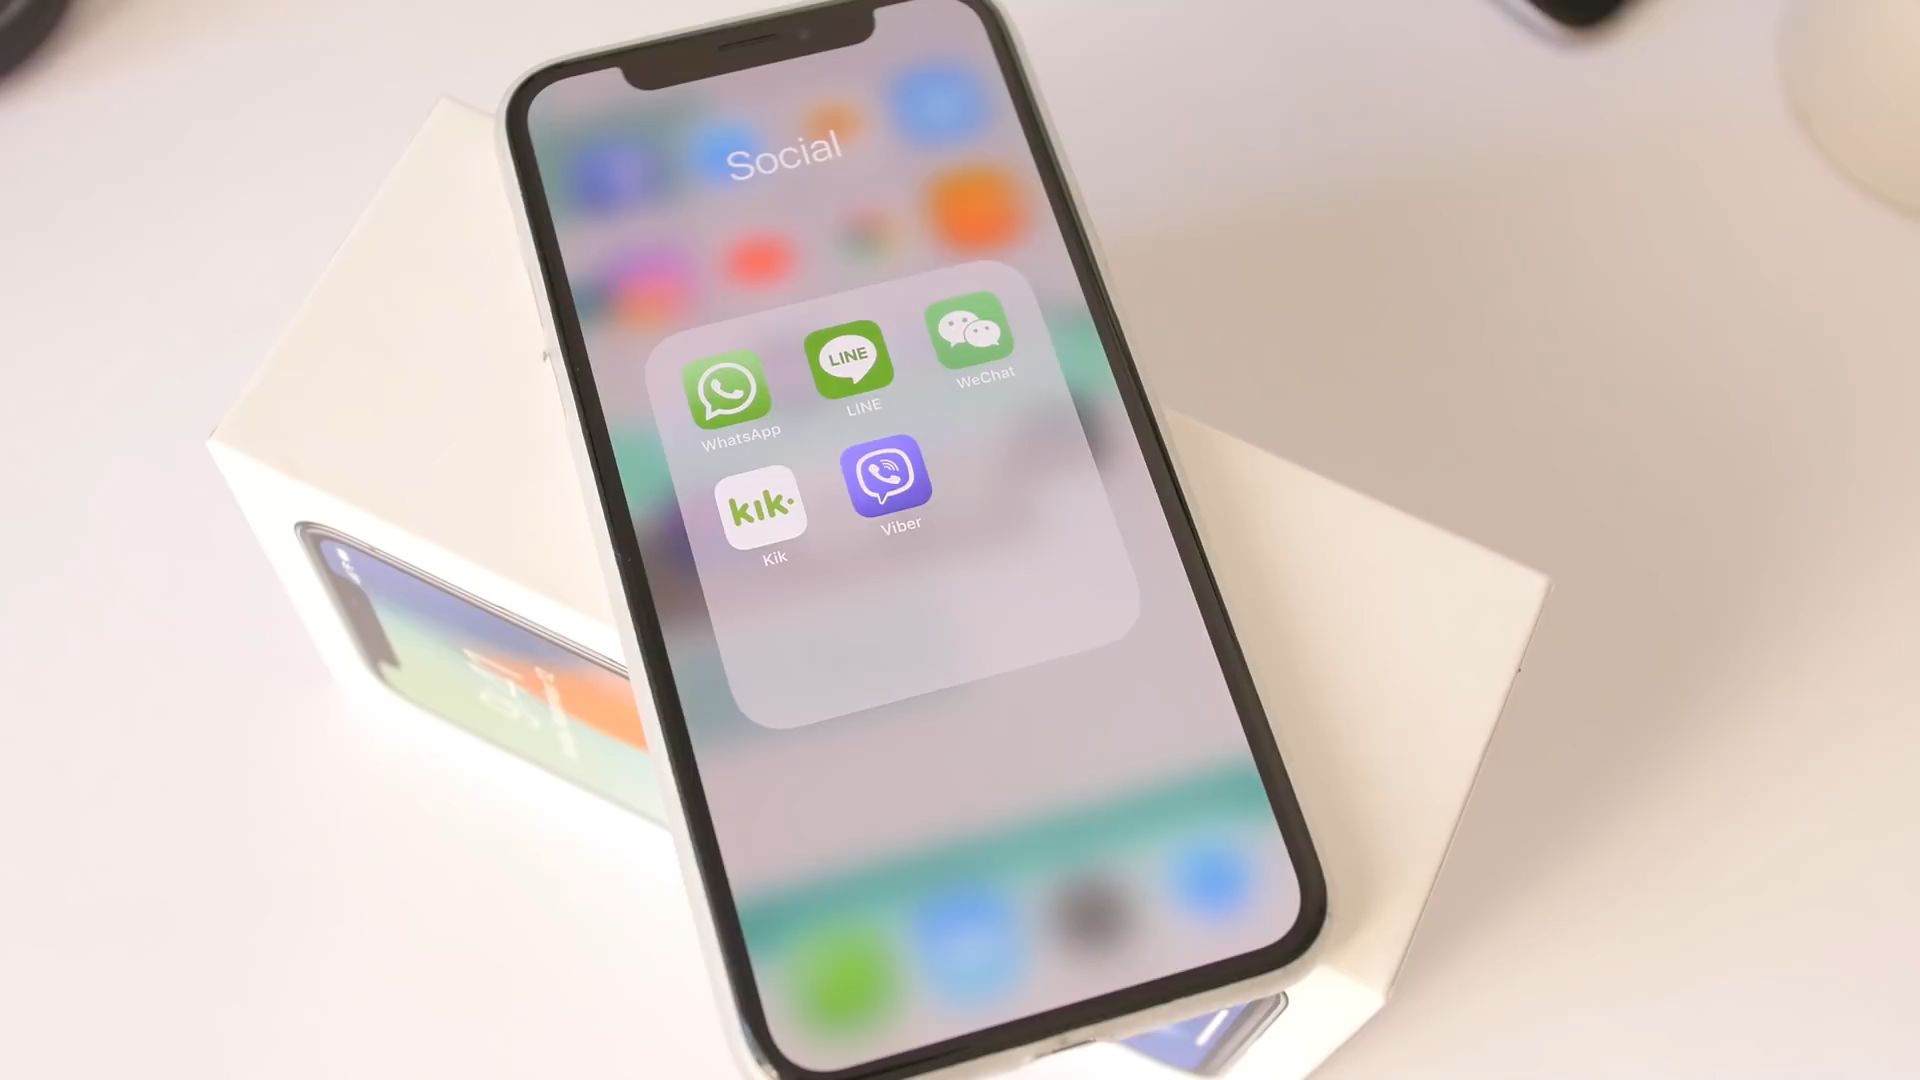 Social
LINE
WhatsApp
LINE
WeChat
kik.
Kik
Viber